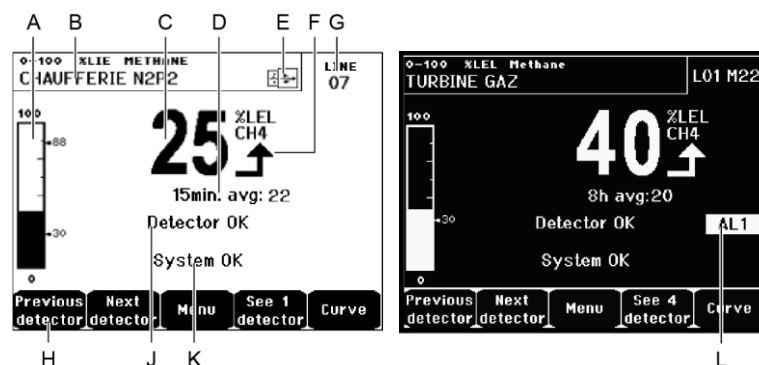 A B C D E F G
0-100 %LIE METHANE
CHAUFFERIE N2P2
LINE
07
100
88
30
0
25
%LEL
CH4
15min. avg: 22
Detector OK
System OK
Previous detector
Next detector
Menu
See 1 detector
Curve
H J K
0-100 %LEL Methane
TURBINE GAZ
L01 M22
100
30
0
40
%LEL
CH4
8h avg:20
Detector OK
AL1
System OK
Previous detector
Next detector
Menu
See 4 detector
Curve
L